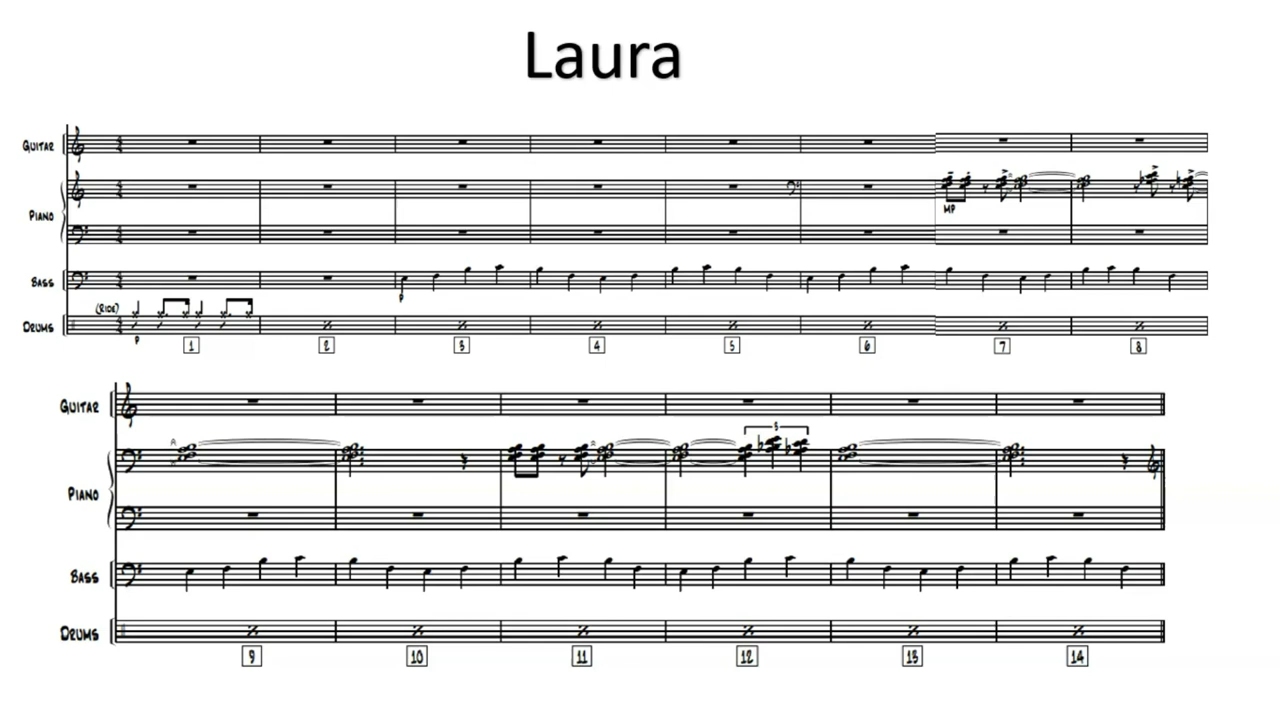 Laura
GUITAR
PIANO
MP
BASS
P
(RIDE)
DRUMS
P
1 2 3 4 5 6 7 8
GUITAR
PIANO
BASS
DRUMS
9 10 11 12 13 14